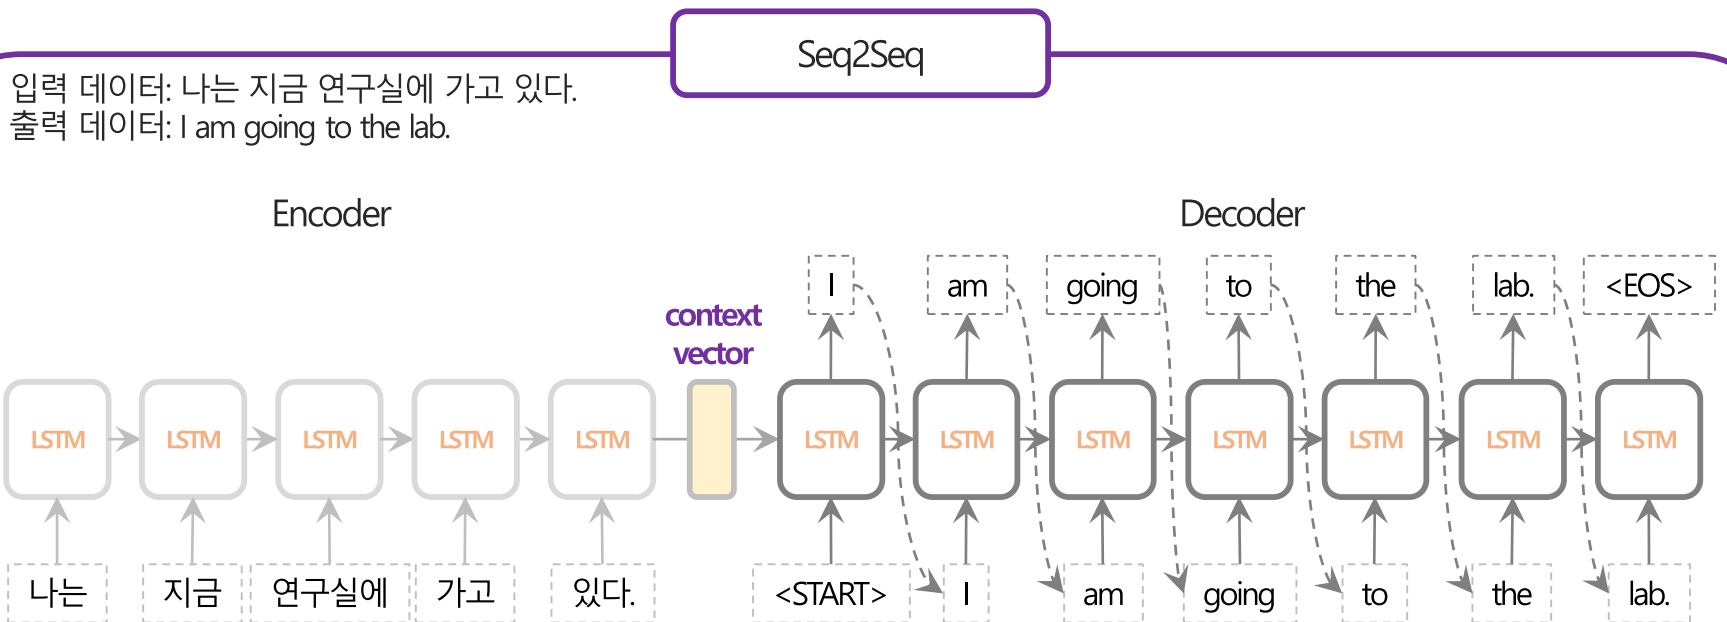 Seq2Seq
입력 데이터: 나는 지금 연구실에 가고 있다.
출력 데이터: I am going to the lab.
Encoder
Decoder
I am going to the lab. <EOS>
context
vector
LSTM LSTM LSTM LSTM LSTM LSTM LSTM LSTM LSTM LSTM LSTM LSTM
나는 지금 연구실에 가고 있다. <START> I am going to the lab.